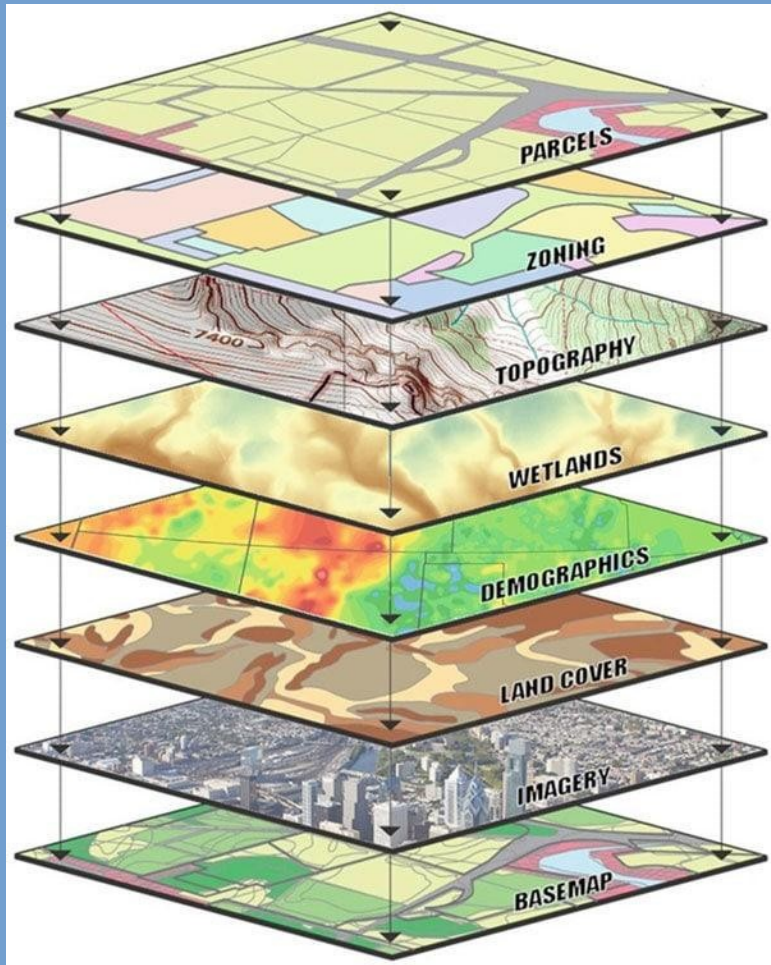 PARCELS
ZONING
7400
TOPOGRAPHY
WETLANDS
DEMOGRAPHICS
LAND COVER
IMAGERY
BASEMAP